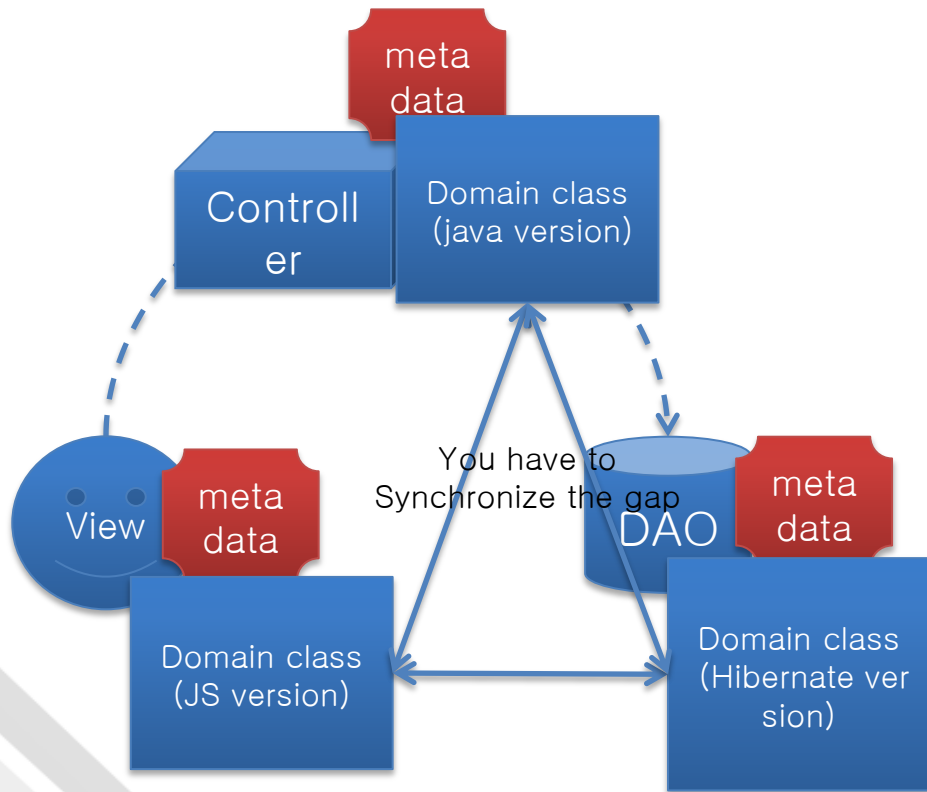 meta
data
Controll
er
Domain class
(java version)
You have to
Synchronize the gap
View
meta
data
DAO
meta
data
Domain class
(JS version)
Domain class
(Hibernate ver
sion)